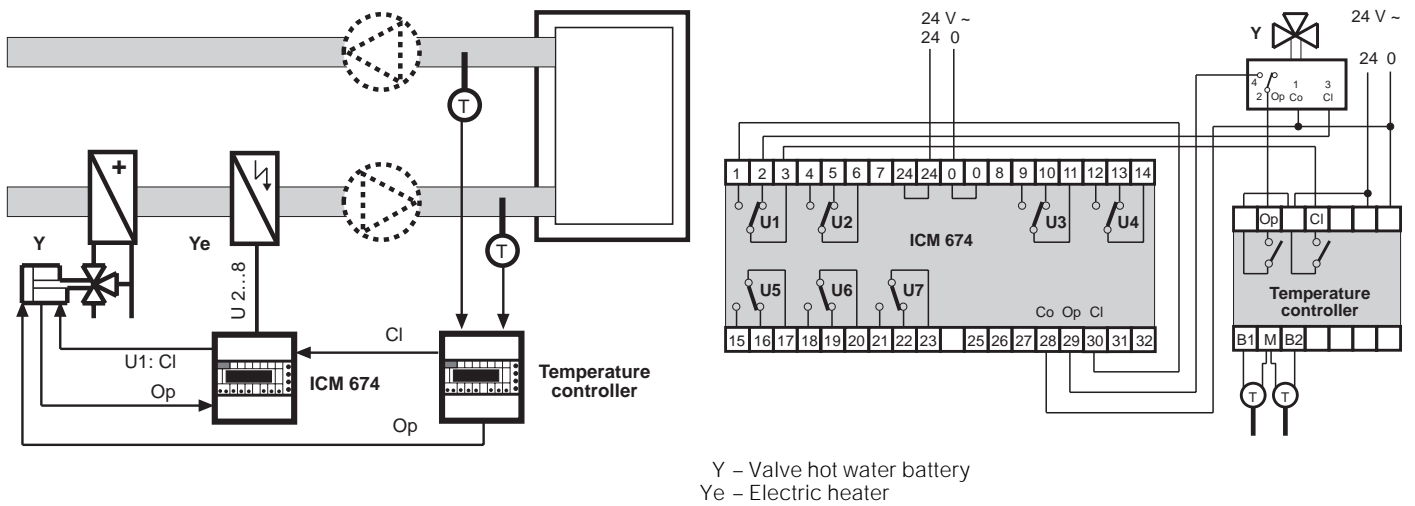 T
+
T
Y
Ye
U 2...8
U1: Cl
Op
ICM 674
Cl
Op
Temperature
controller
24 V ~
24 0
Y
24 V ~
24 0
4
2 Op
1
Co
3
Cl
1 2 3 4 5 6 7 24 24 0 0 8 9 10 11 12 13 14
U1 U2 U3 U4
ICM 674
U5 U6 U7
Co Op Cl
15 16 17 18 19 20 21 22 23 25 26 27 28 29 30 31 32
Op Cl
Temperature
controller
B1 M B2
T T
Y – Valve hot water battery
Ye – Electric heater